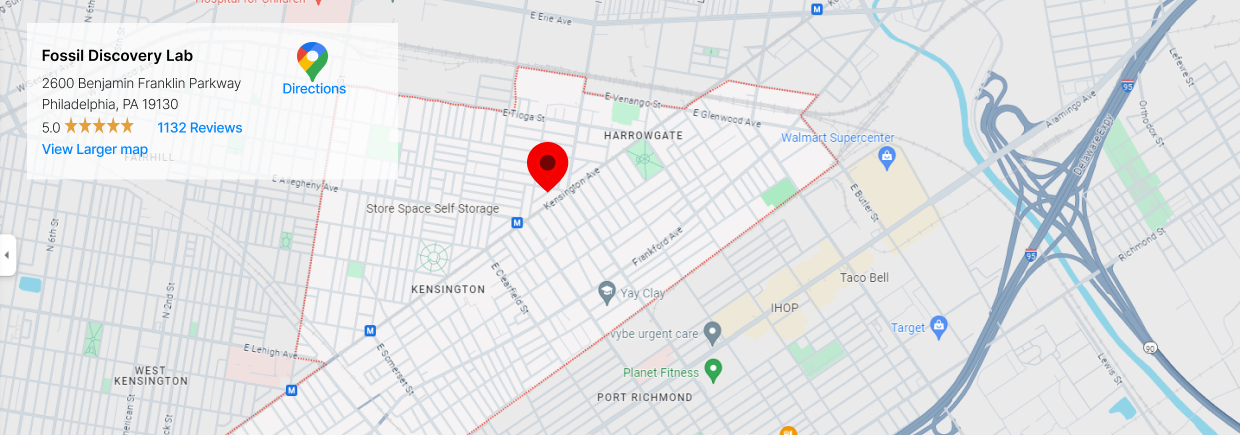 Hospital for Children
Fossil Discovery Lab
2600 Benjamin Franklin Parkway
Philadelphia, PA 19130
5.0
1132 Reviews
View Larger map
Directions
FAIRHILL
E Erie Ave
E Venango St
E Tioga St
E Glenwood Ave
HARROWGATE
Walmart Supercenter
95
Alamingo Ave
Delaware Expy
Lefevre St
Orthodox St
E Allegheny Ave
Kensington Ave
Store Space Self Storage
M
E Butler St
N 6th St
Frankford Ave
Richmond St
95
Taco Bell
KENSINGTON
E Clearfield St
Yay Clay
IHOP
N 2nd St
M
vybe urgent care
Target
90
E Lehigh Ave
E Somerset St
WEST
KENSINGTON
M
Planet Fitness
PORT RICHMOND
Lewis St
M